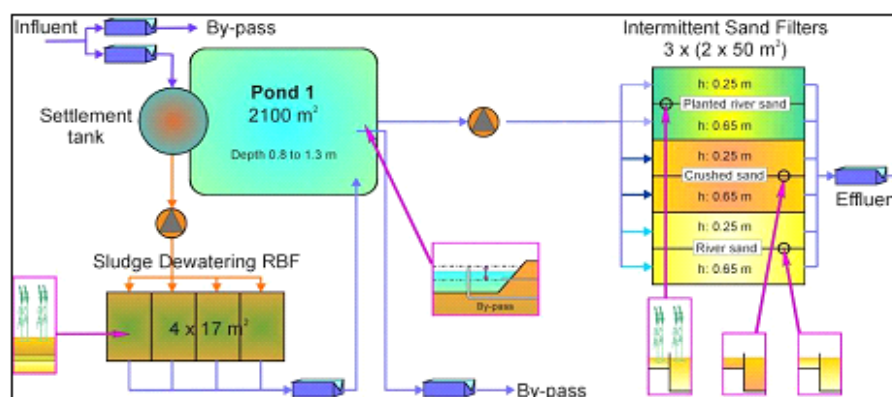 Influent
By-pass
Intermittent Sand Filters
3 x (2 x 50 m²)
Settlement
tank
Pond 1
2100 m²
Depth 0.8 to 1.3 m
h: 0.25 m
Planted river sand
h: 0.65 m
h: 0.25 m
Crushed sand
h: 0.65 m
h: 0.25 m
River sand
h: 0.65 m
Effluen
Sludge Dewatering RBF
4 x 17 m²
By-pass
By-pass